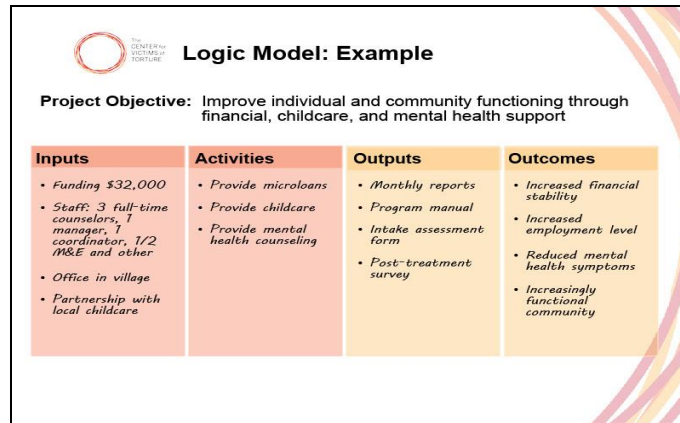 The
CENTER for
VICTIMS of
TORTURE
Logic Model: Example
Project Objective: Improve individual and community functioning through
financial, childcare, and mental health support
Inputs
• Funding $32,000
• Staff: 3 full-time
counselors, 1
manager, 1
coordinator, 1/2
M&E and other
• Office in village
• Partnership with
local childcare
Activities
• Provide microloans
• Provide childcare
• Provide mental
health counseling
Outputs
• Monthly reports
• Program manual
• Intake assessment
form
• Post-treatment
survey
Outcomes
• Increased financial
stability
• Increased
employment level
• Reduced mental
health symptoms
• Increasingly
functional
community